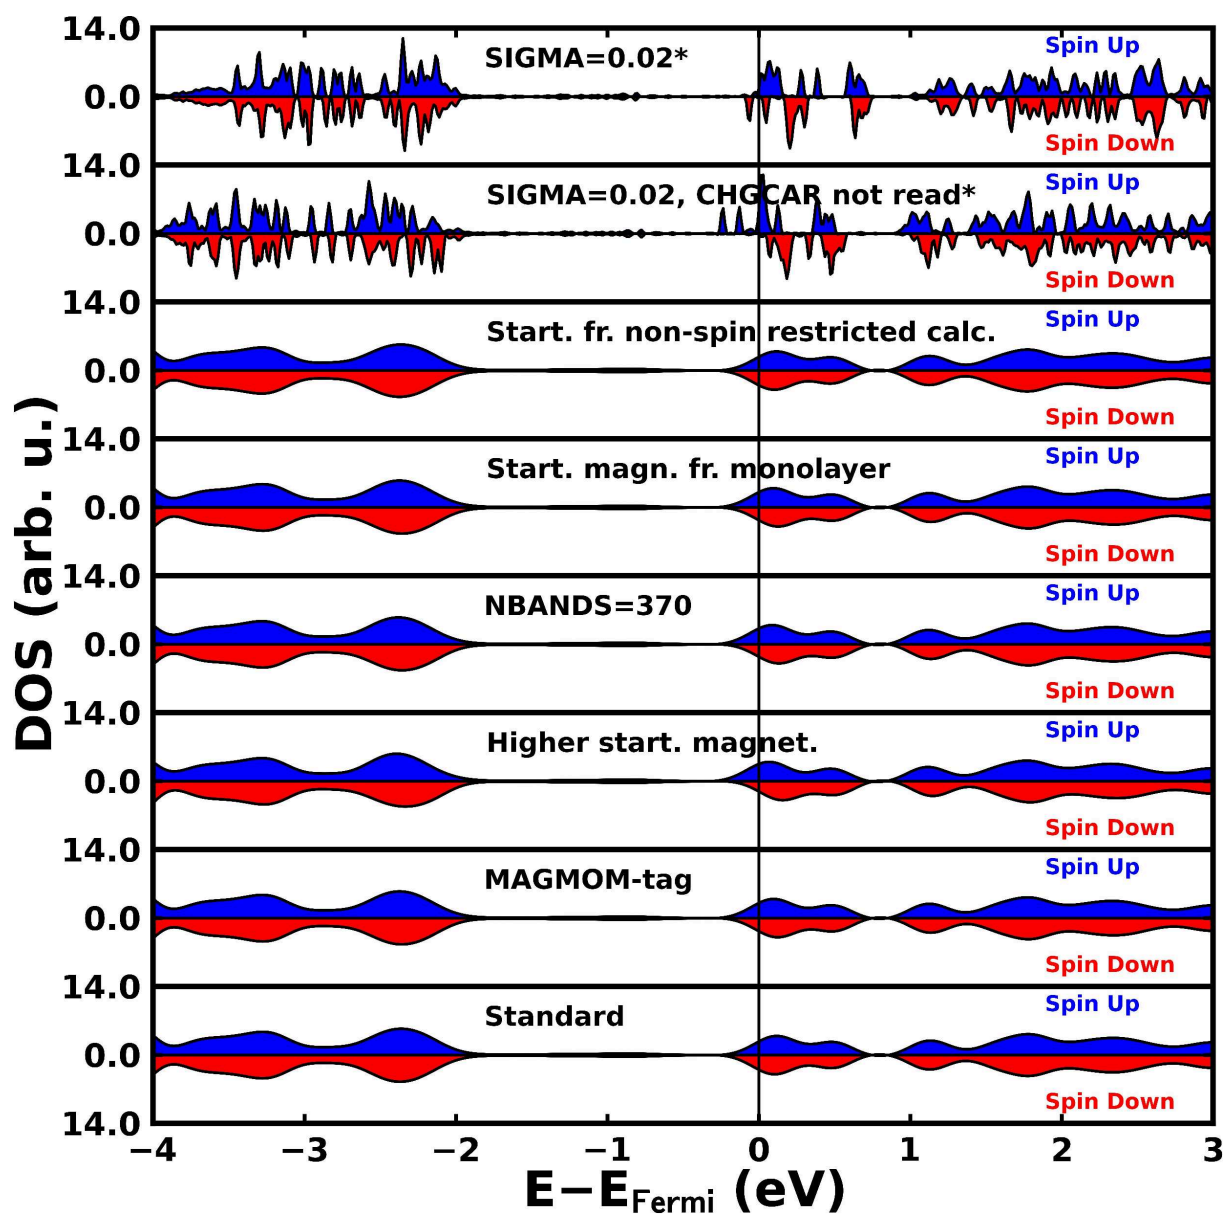 14.0
SIGMA=0.02*
Spin Up
0.0
Spin Down
14.0
SIGMA=0.02, CHGCAR not read*
Spin Up
0.0
Spin Down
14.0
Start. fr. non-spin restricted calc.
Spin Up
0.0
Spin Down
14.0
Start. magn. fr. monolayer
Spin Up
0.0
Spin Down
14.0
NBANDS=370
Spin Up
0.0
Spin Down
14.0
Higher start. magnet.
Spin Up
0.0
Spin Down
14.0
MAGMOM-tag
Spin Up
0.0
Spin Down
14.0
Standard
Spin Up
0.0
Spin Down
14.0
DOS (arb. u.)
−4 −3 −2 −1 0 1 2 3
E−EFermi (eV)